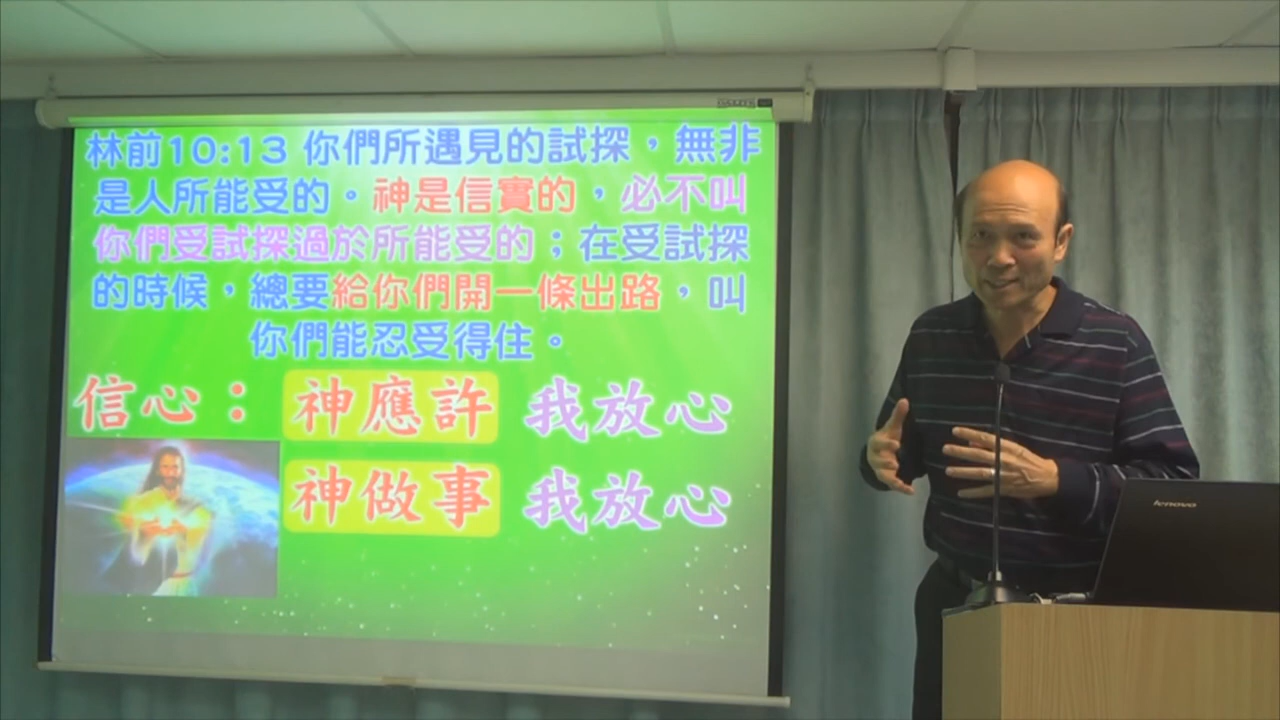 林前10:13 你們所遇見的試探，無非
是人所能受的。神是信實的，必不叫
你們受試探過於所能受的；在受試探
的時候，總要給你們開一條出路，叫
你們能忍受得住。
信心： 神應許 我放心
神做事 我放心
lenovo